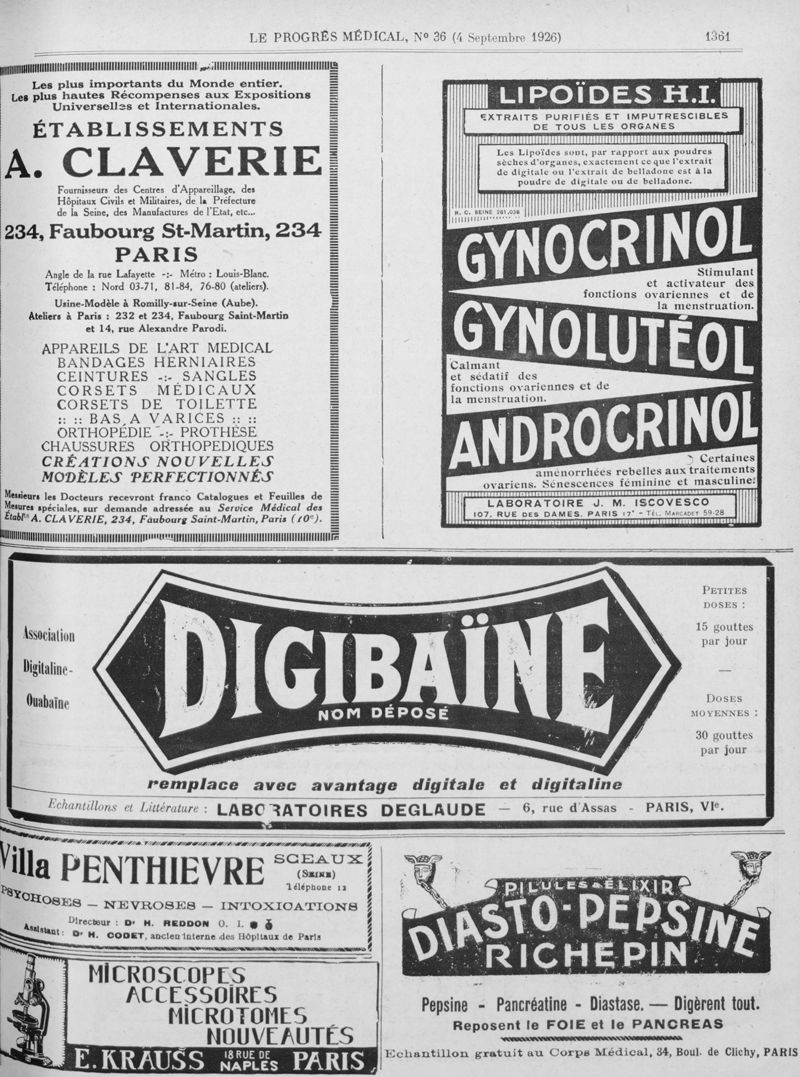 LE PROGRÈS MÉDICAL, Nº 36 (4 Septembre 1926)
1361
Les plus importants du Monde entier.
Les plus hautes Récompenses aux Expositions
Universelles et Internationales.
ÉTABLISSEMENTS
A. CLAVERIE
Fournisseurs des Centres d'Appareillage, des
Hôpitaux Civils et Militaires, de la Préfecture
de la Seine, des Manufactures de l'Etat, etc...
234, Faubourg St-Martin, 234
PARIS
Angle de la rue Lafayette -:- Métro : Louis-Blanc.
Téléphone : Nord 03-71, 81-84, 76-80 (ateliers).
Usine-Modèle à Romilly-sur-Seine (Aube).
Ateliers à Paris : 232 et 234, Faubourg Saint-Martin
et 14, rue Alexandre Parodi.
APPAREILS DE L'ART MEDICAL
BANDAGES HERNIAIRES
CEINTURES -:- SANGLES
CORSETS MÉDICAUX
CORSETS DE TOILETTE
:: :: BAS A VARICES :: ::
ORTHOPÉDIE -:- PROTHÈSE
CHAUSSURES ORTHOPEDIQUES
CRÉATIONS NOUVELLES
MODÈLES PERFECTIONNÉS
Messieurs les Docteurs recevront franco Catalogues et Feuilles de
Mesures spéciales, sur demande adressée au Service Médical des
Établts A. CLAVERIE, 234, Faubourg Saint-Martin, Paris (10e).
LIPOÏDES H.I.
EXTRAITS PURIFIÉS ET IMPUTRESCIBLES
DE TOUS LES ORGANES
Les Lipoïdes sont, par rapport aux poudres
sèches d'organes, exactement ce que l'extrait
de digitale ou l'extrait de belladone est à la
poudre de digitale ou de belladone.
R. C. SEINE 261.038
GYNOCRINOL
Stimulant
et activateur des
fonctions ovariennes et de
la menstruation.
GYNOLUTÉOL
Calmant
et sédatif des
fonctions ovariennes et de
la menstruation.
ANDROCRINOL
Certaines
aménorrhées rebelles aux traitements
ovariens. Sénescences féminine et masculine.
LABORATOIRE J. M. ISCOVESCO
107, RUE DES DAMES. PARIS 17e - TÉL. MARCADET 59-28
Association
Digitaline-
Ouabaïne
DIGIBAÏNE
NOM DÉPOSÉ
PETITES
DOSES :
15 gouttes
par jour
—
DOSES
MOYENNES :
30 gouttes
par jour
remplace avec avantage digitale et digitaline
Echantillons et Littérature : LABORATOIRES DEGLAUDE — 6, rue d'Assas - PARIS, VIe.
Villa PENTHIEVRE
SCEAUX
(SEINE)
Téléphone 12
PSYCHOSES — NEVROSES — INTOXICATIONS
Directeur : Dr H. REDDON O. I.
Assistant : Dr H. CODET, ancien interne des Hôpitaux de Paris
MICROSCOPES
ACCESSOIRES
MICROTOMES
NOUVEAUTÉS
E. KRAUSS 18 RUE DE NAPLES PARIS
PILULES & ELIXIR
DIASTO-PEPSINE
RICHEPIN
Pepsine - Pancréatine - Diastase. — Digèrent tout.
Reposent le FOIE et le PANCREAS
Echantillon gratuit au Corps Médical, 34, Boul. de Clichy, PARIS